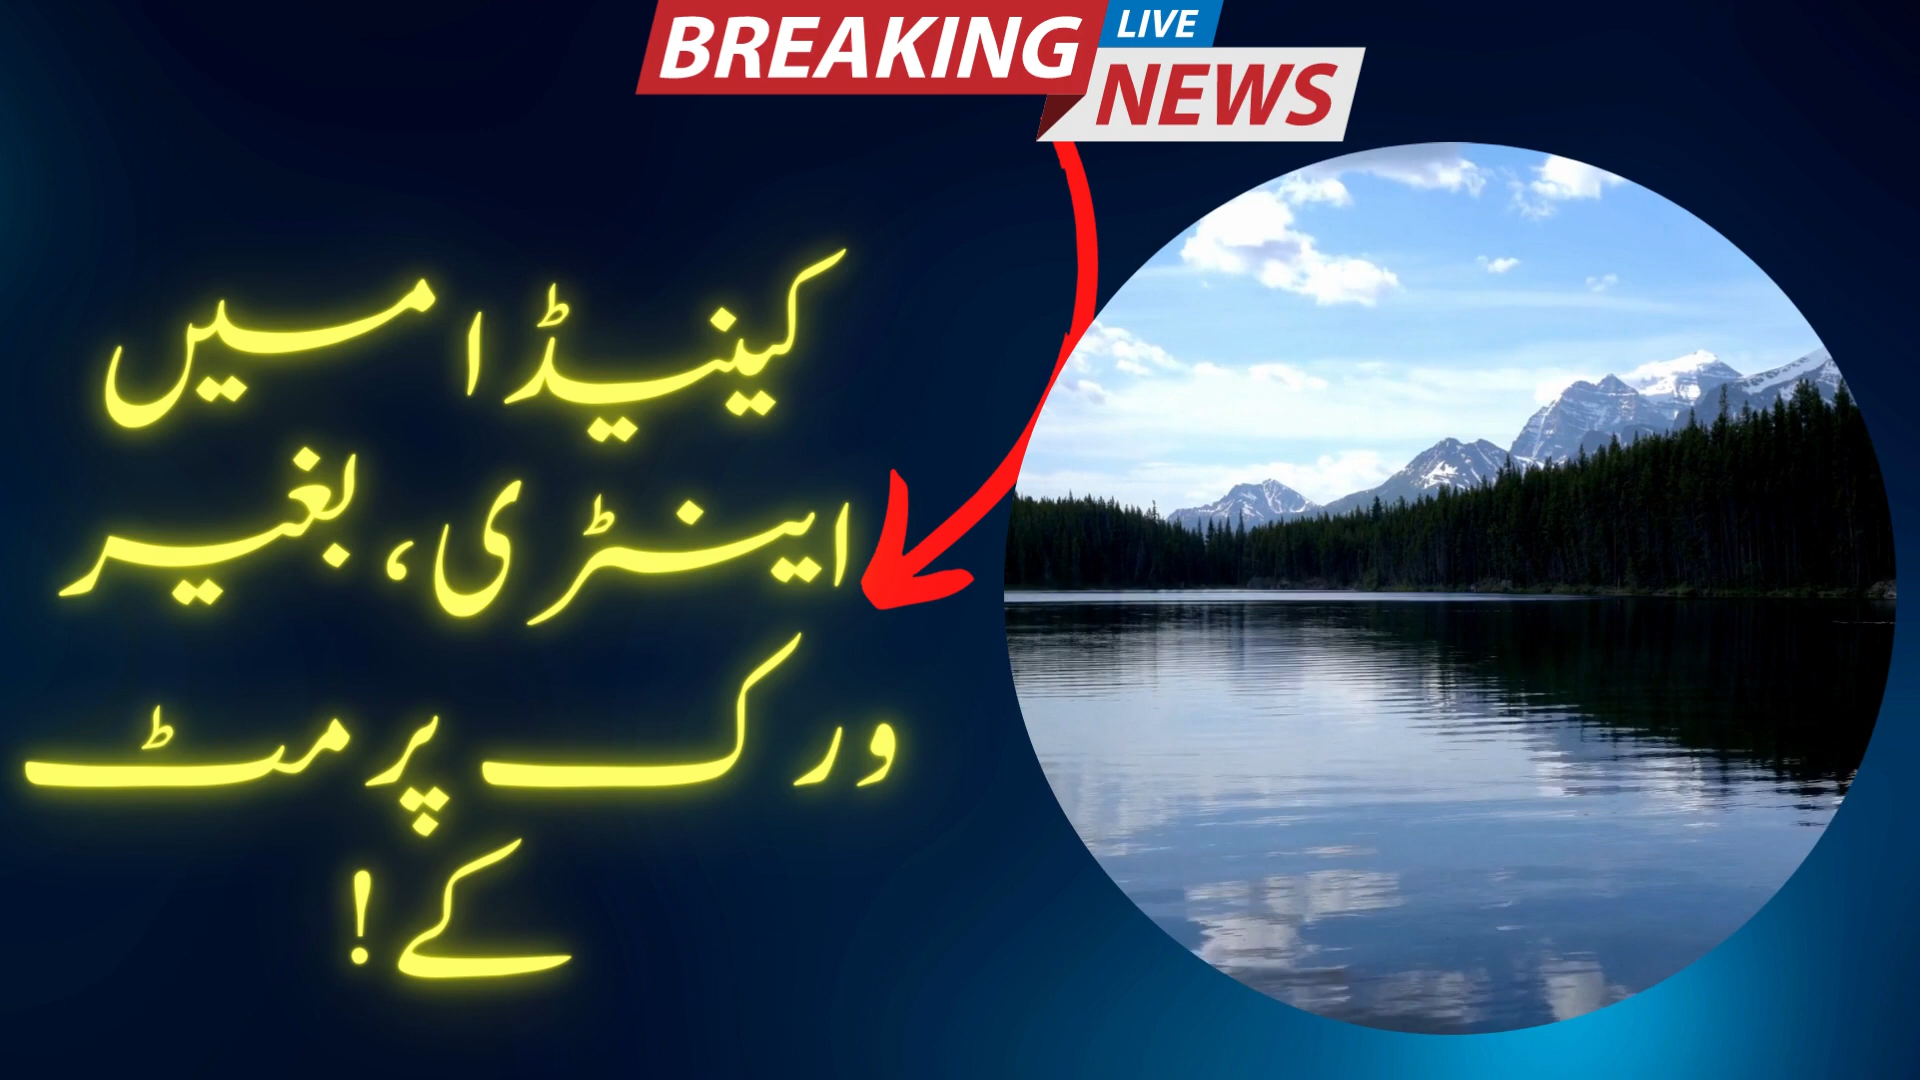 BREAKING
LIVE
NEWS
کینیڈا میں
اینٹری، بغیر
ورک پرمٹ
کے!